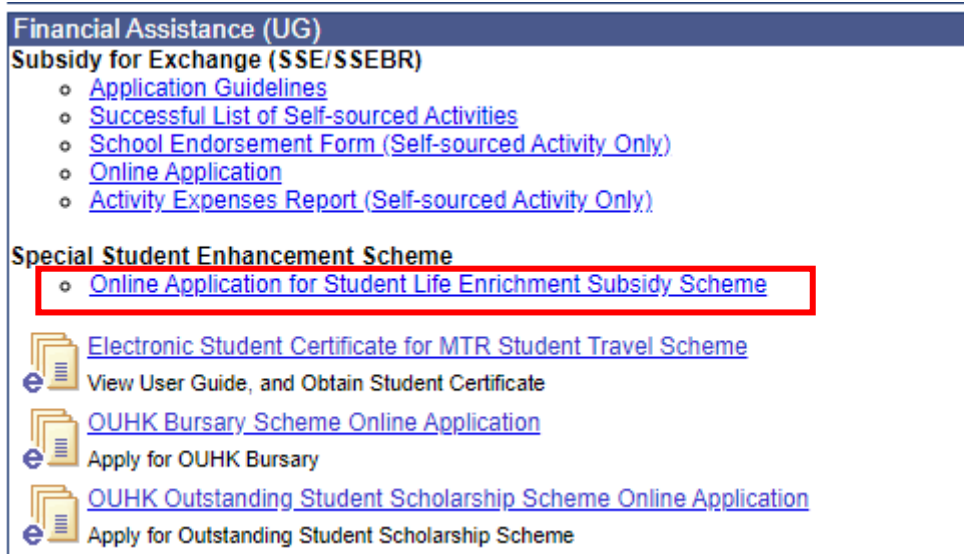 Financial Assistance (UG)
Subsidy for Exchange (SSE/SSEBR)
Application Guidelines
Successful List of Self-sourced Activities
School Endorsement Form (Self-sourced Activity Only)
Online Application
Activity Expenses Report (Self-sourced Activity Only)
Special Student Enhancement Scheme
Online Application for Student Life Enrichment Subsidy Scheme
Electronic Student Certificate for MTR Student Travel Scheme
View User Guide, and Obtain Student Certificate
OUHK Bursary Scheme Online Application
Apply for OUHK Bursary
OUHK Outstanding Student Scholarship Scheme Online Application
Apply for Outstanding Student Scholarship Scheme